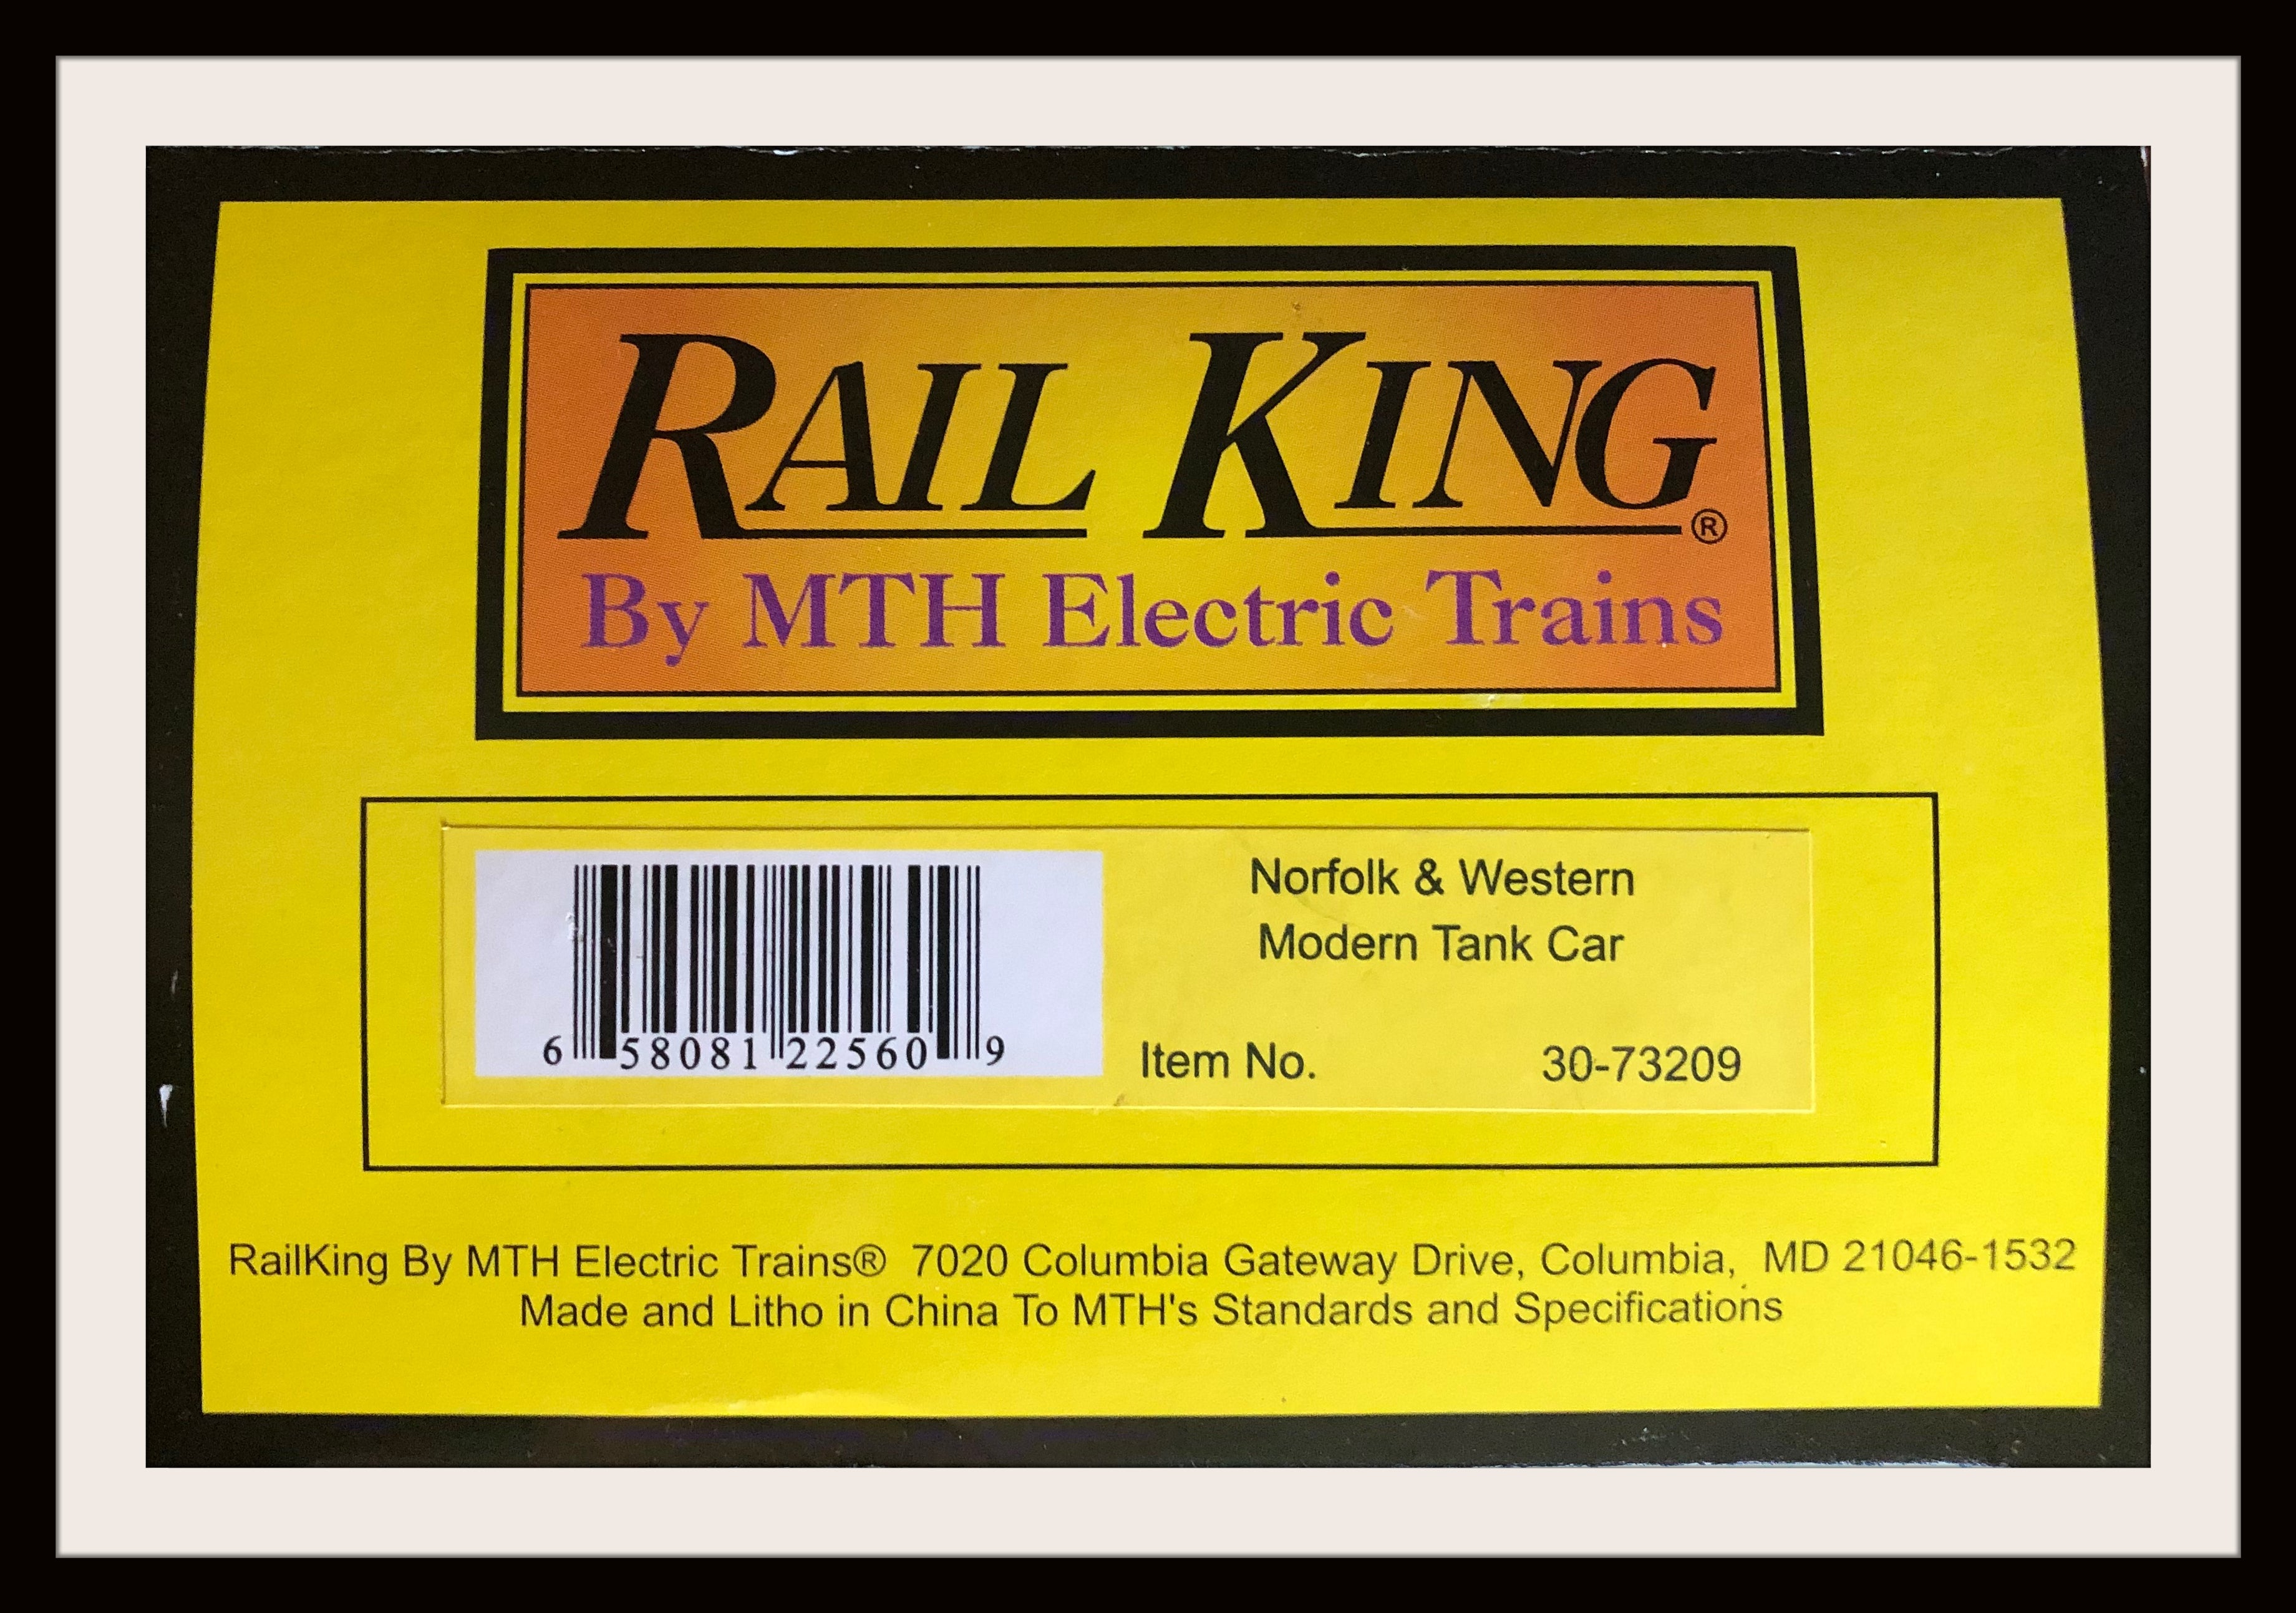 RAIL KING®
By MTH Electric Trains
Norfolk & Western
Modern Tank Car
6 58081 22560 9
Item No. 30-73209
RailKing By MTH Electric Trains® 7020 Columbia Gateway Drive, Columbia, MD 21046-1532
Made and Litho in China To MTH's Standards and Specifications